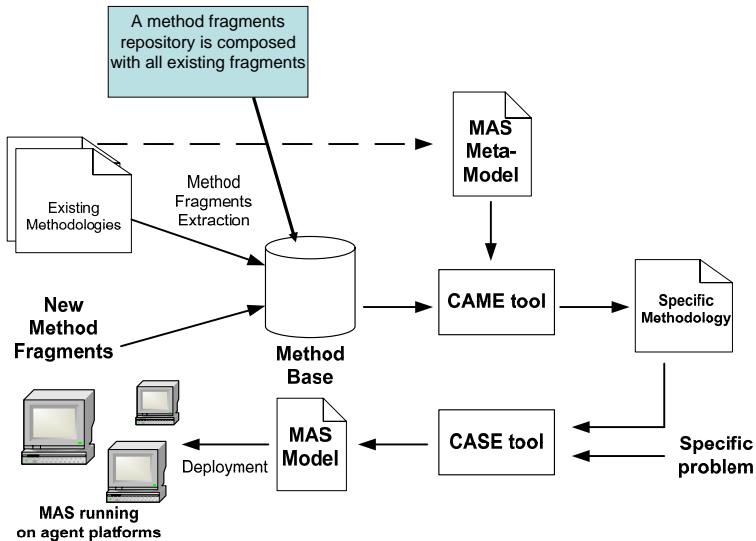 A method fragments
repository is composed
with all existing fragments
MAS
Meta-
Model
Method
Fragments
Extraction
Existing
Methodologies
CAME tool
Specific
Methodology
New
Method
Fragments
Method
Base
MAS
Model
CASE tool
Specific
problem
Deployment
MAS running
on agent platforms